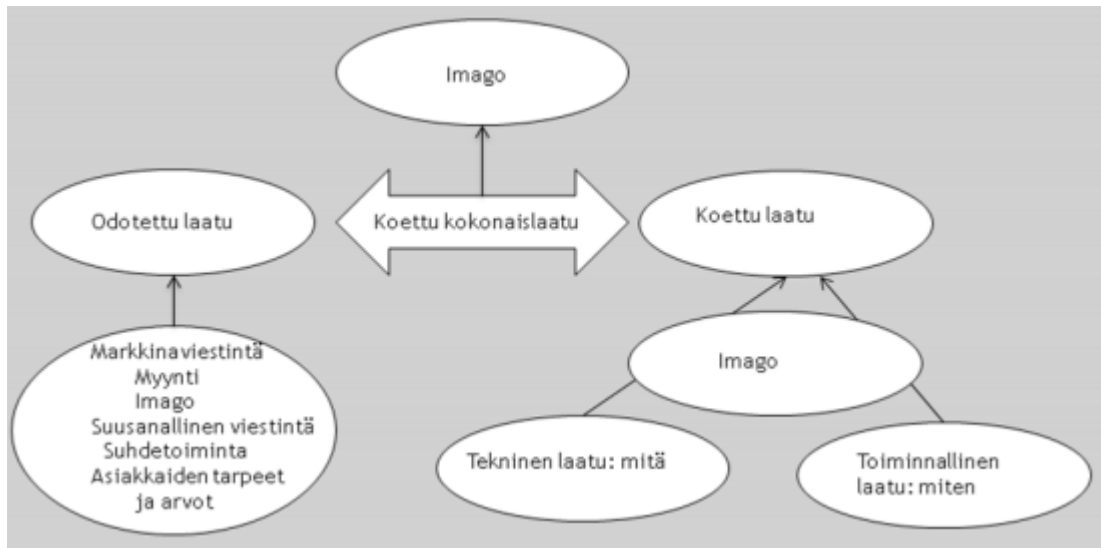 Imago
Odotettu laatu
Koettu kokonaislaatu
Koettu laatu
Markkinaviestintä
Myynti
Imago
Suusanallinen viestintä
Suhdetoiminta
Asiakkaiden tarpeet
ja arvot
Imago
Tekninen laatu: mitä
Toiminnallinen
laatu: miten